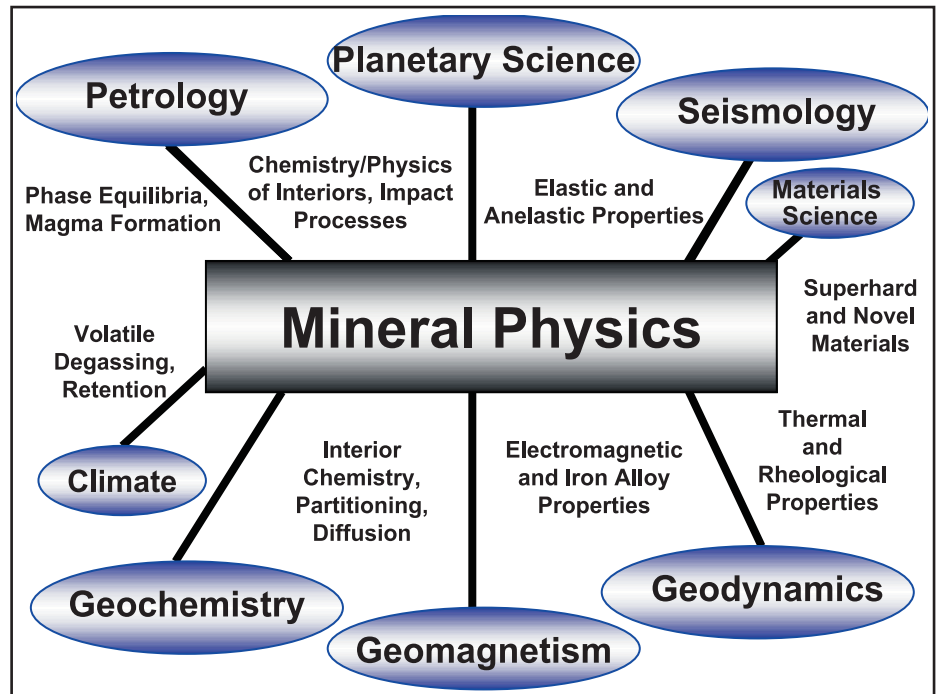 Planetary Science
Petrology
Seismology
Chemistry/Physics
of Interiors, Impact
Processes
Phase Equilibria,
Magma Formation
Elastic and
Anelastic Properties
Materials
Science
Mineral Physics
Superhard
and Novel
Materials
Volatile
Degassing,
Retention
Climate
Interior
Chemistry,
Partitioning,
Diffusion
Electromagnetic
and Iron Alloy
Properties
Thermal
and
Rheological
Properties
Geochemistry
Geomagnetism
Geodynamics